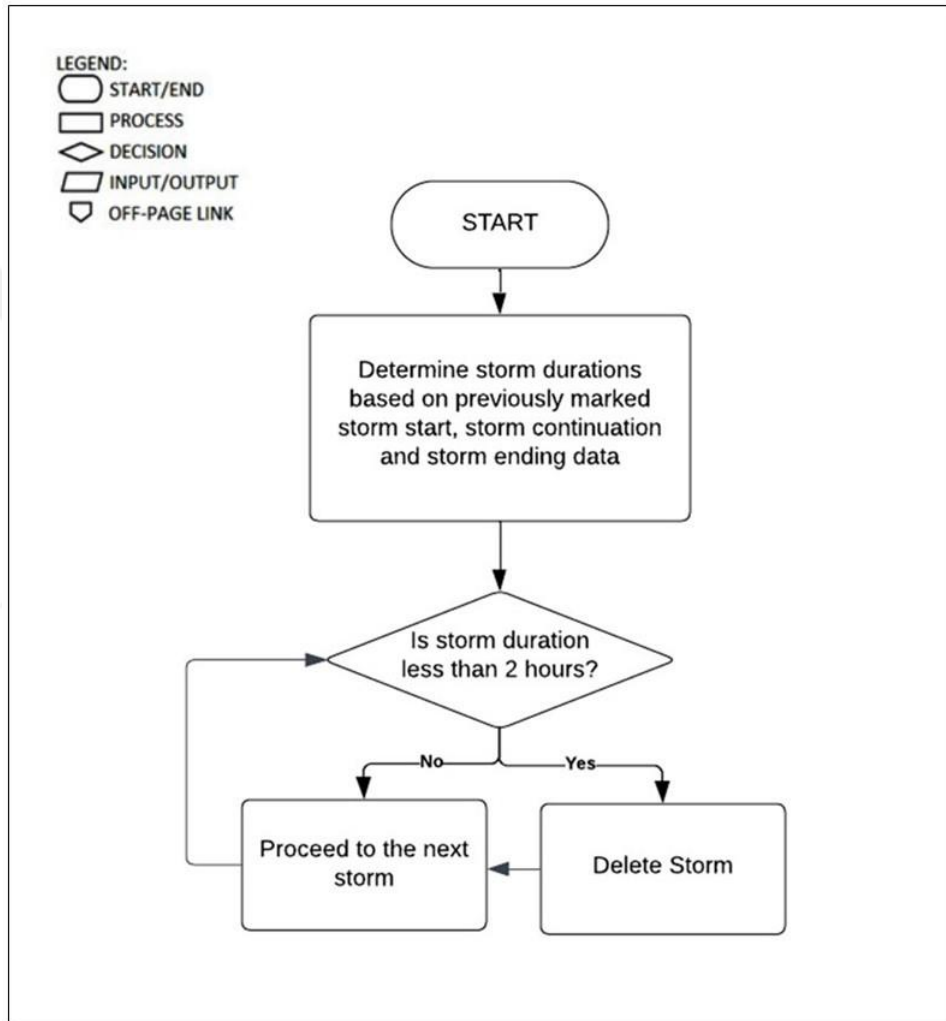 LEGEND:
START/END
PROCESS
DECISION
INPUT/OUTPUT
OFF-PAGE LINK
START
Determine storm durations
based on previously marked
storm start, storm continuation
and storm ending data
Is storm duration
less than 2 hours?
No
Yes
Proceed to the next
storm
Delete Storm